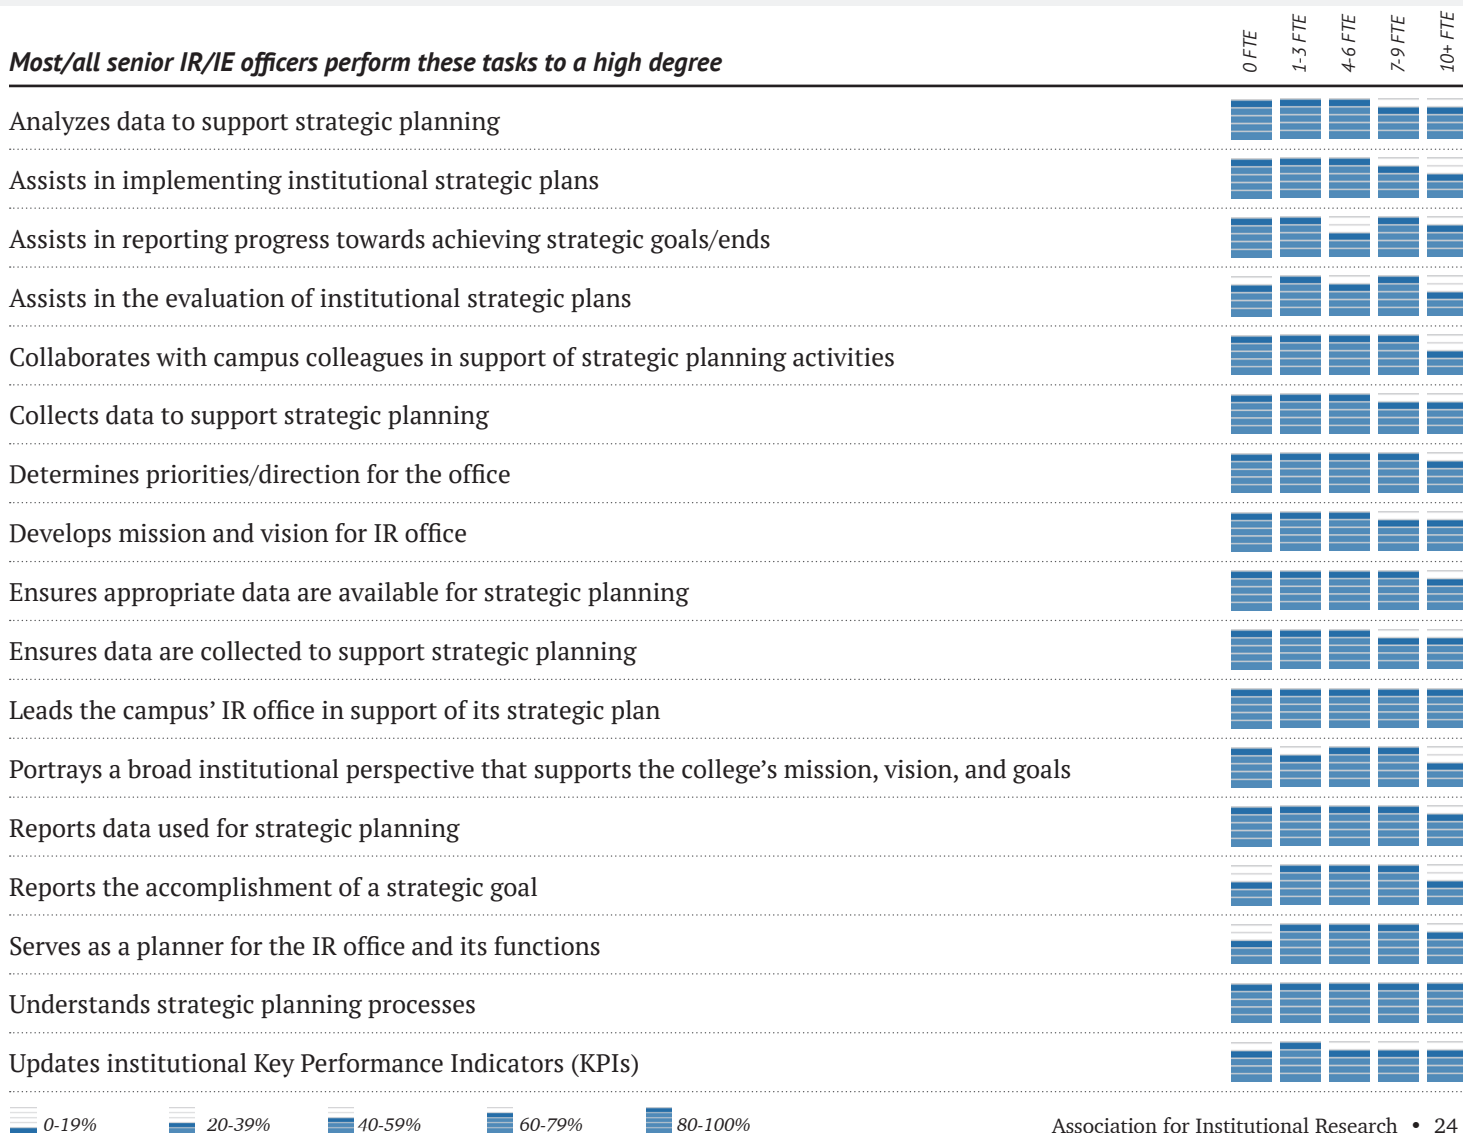 Most/all senior IR/IE officers perform these tasks to a high degree
0 FTE
1-3 FTE
4-6 FTE
7-9 FTE
10+ FTE
Analyzes data to support strategic planning
Assists in implementing institutional strategic plans
Assists in reporting progress towards achieving strategic goals/ends
Assists in the evaluation of institutional strategic plans
Collaborates with campus colleagues in support of strategic planning activities
Collects data to support strategic planning
Determines priorities/direction for the office
Develops mission and vision for IR office
Ensures appropriate data are available for strategic planning
Ensures data are collected to support strategic planning
Leads the campus’ IR office in support of its strategic plan
Portrays a broad institutional perspective that supports the college’s mission, vision, and goals
Reports data used for strategic planning
Reports the accomplishment of a strategic goal
Serves as a planner for the IR office and its functions
Understands strategic planning processes
Updates institutional Key Performance Indicators (KPIs)
0-19%
20-39%
40-59%
60-79%
80-100%
Association for Institutional Research • 24